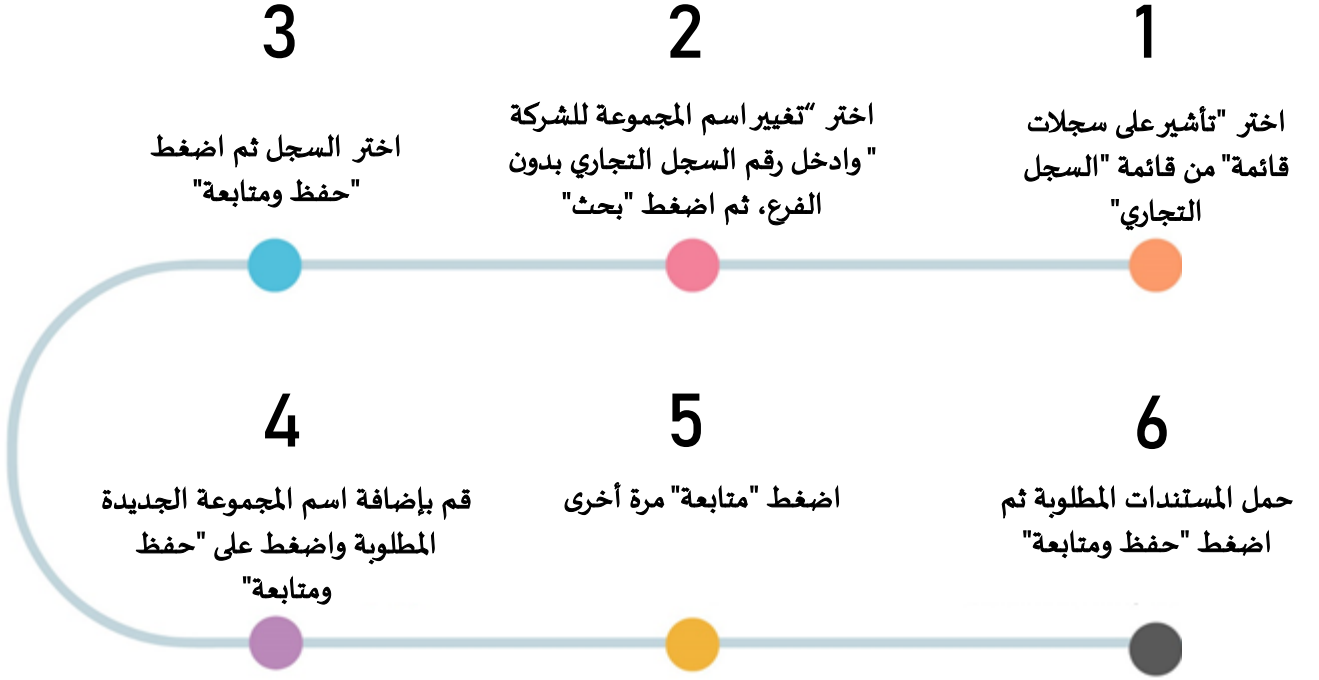 1
اختر "تأشير على سجلات
قائمة" من قائمة "السجل
التجاري"
2
اختر “تغيير اسم المجموعة للشركة
" وادخل رقم السجل التجاري بدون
الفرع، ثم اضغط "بحث"
3
اختر السجل ثم اضغط
"حفظ ومتابعة"
4
قم بإضافة اسم المجموعة الجديدة
المطلوبة واضغط على "حفظ
ومتابعة"
5
اضغط "متابعة" مرة أخرى
6
حمل المستندات المطلوبة ثم
اضغط "حفظ ومتابعة"